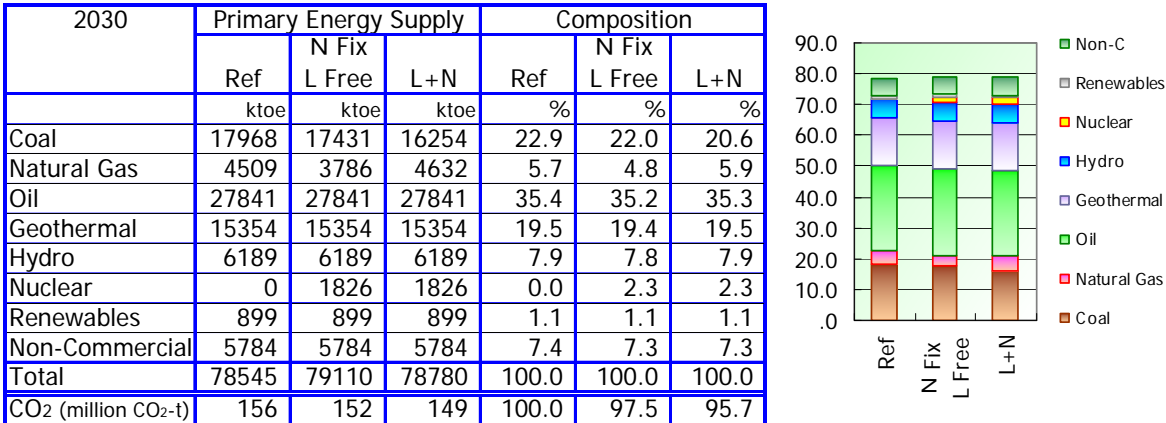 2030 Primary Energy Supply Composition
N Fix N Fix
Ref L Free L+N Ref L Free L+N
ktoe ktoe ktoe % % %
Coal 17968 17431 16254 22.9 22.0 20.6
Natural Gas 4509 3786 4632 5.7 4.8 5.9
Oil 27841 27841 27841 35.4 35.2 35.3
Geothermal 15354 15354 15354 19.5 19.4 19.5
Hydro 6189 6189 6189 7.9 7.8 7.9
Nuclear 0 1826 1826 0.0 2.3 2.3
Renewables 899 899 899 1.1 1.1 1.1
Non-Commercial 5784 5784 5784 7.4 7.3 7.3
Total 78545 79110 78780 100.0 100.0 100.0
CO2 (million CO2-t) 156 152 149 100.0 97.5 95.7
90.0
80.0
70.0
60.0
50.0
40.0
30.0
20.0
10.0
.0
Ref
N Fix
L Free
L+N
Non-C
Renewables
Nuclear
Hydro
Geothermal
Oil
Natural Gas
Coal